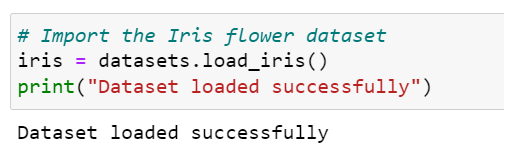 # Import the Iris flower dataset
iris = datasets.load_iris()
print("Dataset loaded successfully")
Dataset loaded successfully